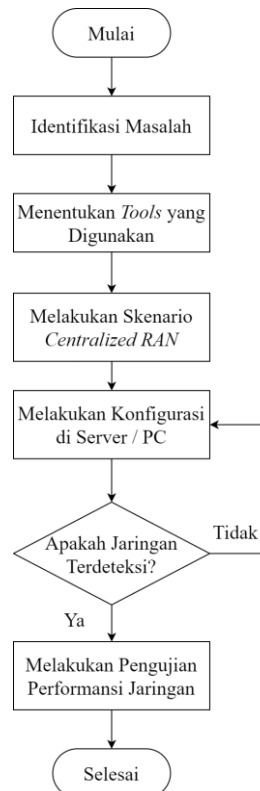 Mulai
Identifikasi Masalah
Menentukan Tools yang
Digunakan
Melakukan Skenario
Centralized RAN
Melakukan Konfigurasi
di Server / PC
Apakah Jaringan
Terdeteksi?
Tidak
Ya
Melakukan Pengujian
Performansi Jaringan
Selesai